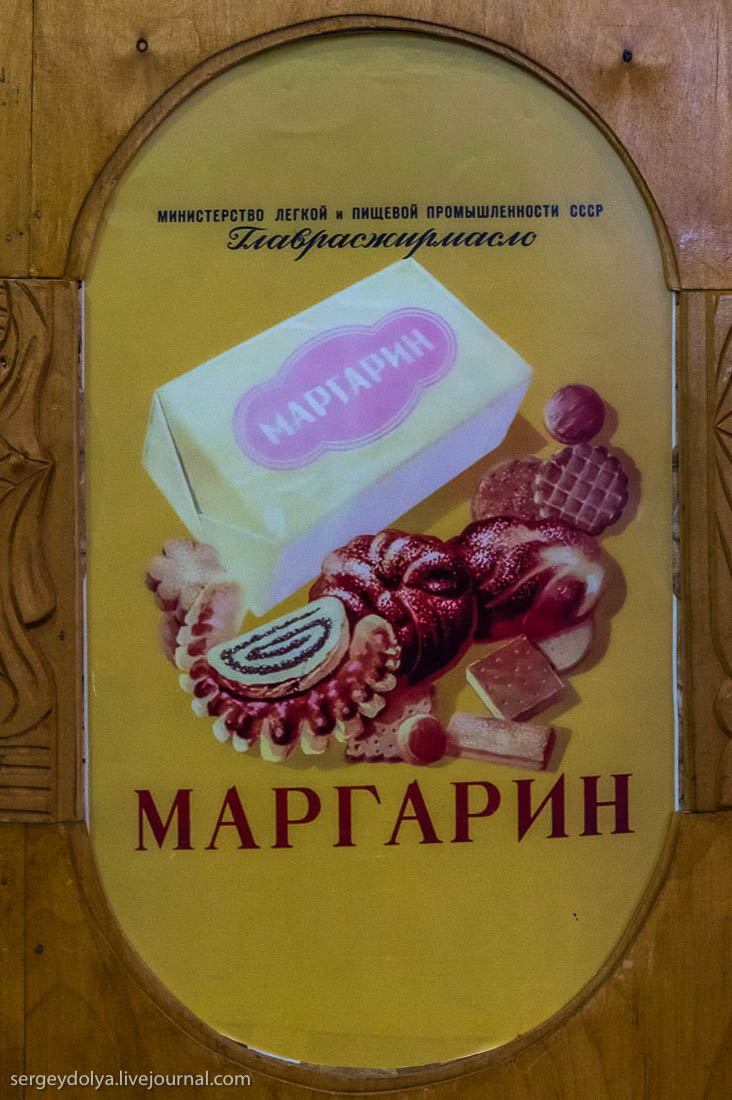 МИНИСТЕРСТВО ЛЕГКОЙ и ПИЩЕВОЙ ПРОМЫШЛЕННОСТИ СССР
Главрасжирмасло
МАРГАРИН
МАРГАРИН
sergeydolya.livejournal.com